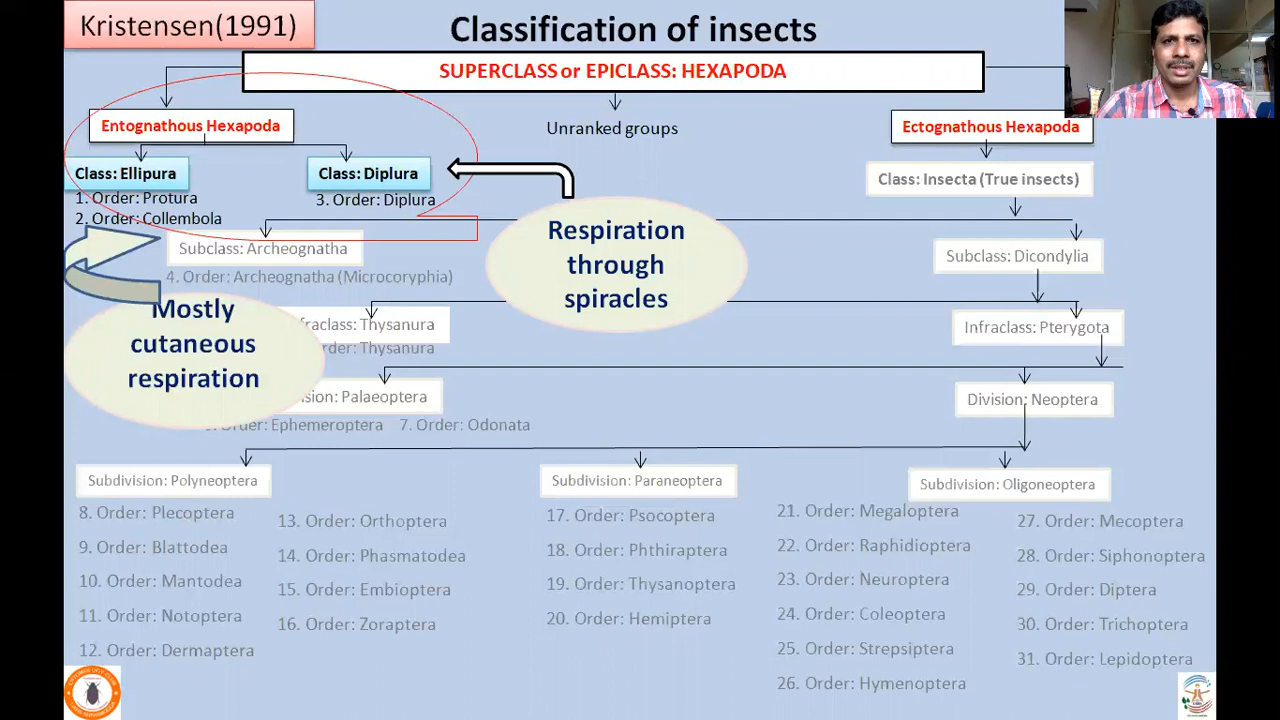 Kristensen(1991)
Classification of insects
SUPERCLASS or EPICLASS: HEXAPODA
Entognathous Hexapoda
Unranked groups
Ectognathous Hexapoda
Class: Ellipura
Class: Diplura
Class: Insecta (True insects)
1. Order: Protura
3. Order: Diplura
2. Order: Collembola
Respiration
through
spiracles
Subclass: Archeognatha
Subclass: Dicondylia
4. Order: Archeognatha (Microcoryphia)
Mostly
cutaneous
respiration
fraclass: Thysanura
Infraclass: Pterygota
rder: Thysanura
sion: Palaeoptera
Division: Neoptera
Order: Ephemeroptera 7. Order: Odonata
Subdivision: Polyneoptera
Subdivision: Paraneoptera
Subdivision: Oligoneoptera
8. Order: Plecoptera
9. Order: Blattodea
10. Order: Mantodea
11. Order: Notoptera
12. Order: Dermaptera
13. Order: Orthoptera
14. Order: Phasmatodea
15. Order: Embioptera
16. Order: Zoraptera
17. Order: Psocoptera
18. Order: Phthiraptera
19. Order: Thysanoptera
20. Order: Hemiptera
21. Order: Megaloptera
22. Order: Raphidioptera
23. Order: Neuroptera
24. Order: Coleoptera
25. Order: Strepsiptera
26. Order: Hymenoptera
27. Order: Mecoptera
28. Order: Siphonoptera
29. Order: Diptera
30. Order: Trichoptera
31. Order: Lepidoptera